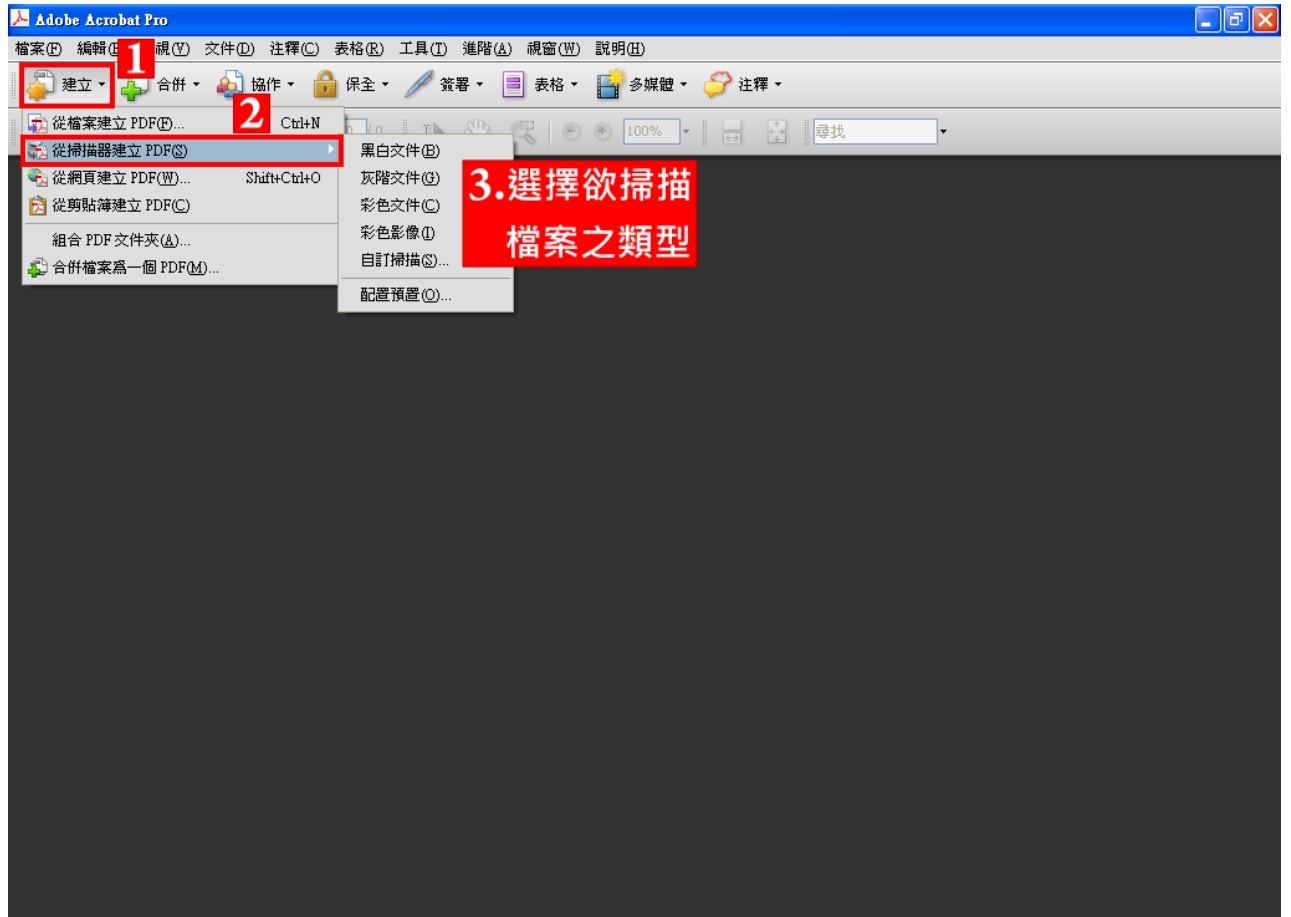 Adobe Acrobat Pro
檔案(F) 編輯(E 視(V) 文件(D) 注釋(C) 表格(R) 工具(T) 進階(A) 視窗(W) 說明(H)
1
建立 合併 協作 保全 簽署 表格 多媒體 注釋
2
從檔案建立 PDF(F)... Ctrl+N
100% 尋找
從掃描器建立 PDF(S)
從網頁建立 PDF(W)... Shift+Ctrl+O
從剪貼簿建立 PDF(C)
組合 PDF 文件夾(A)...
合併檔案為一個 PDF(M)...
黑白文件(B)
灰階文件(G)
彩色文件(C)
彩色影像(I)
自訂掃描(S)...
配置預置(O)...
3.選擇欲掃描
檔案之類型